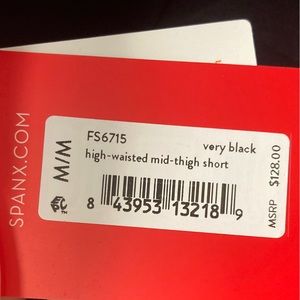 SPANX.COM
M/M
FS6715 very black
high-waisted mid-thigh short
8 43953 13218 9
MSRP $128.00